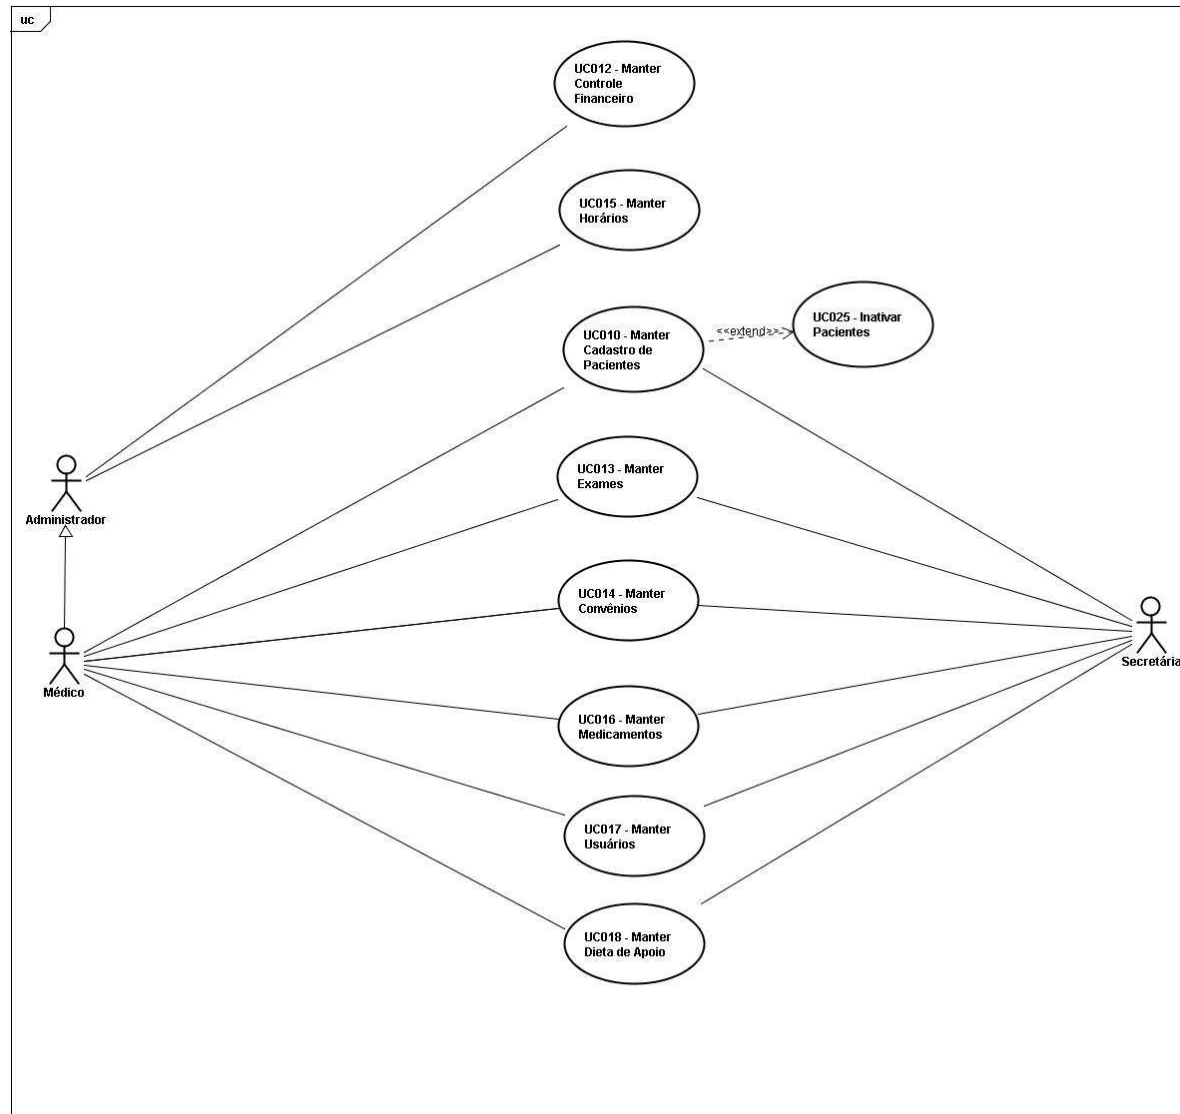 uc
UC012 - Manter
Controle
Financeiro
UC015 - Manter
Horários
UC010 - Manter
Cadastro de
Pacientes
<<extend>>
UC025 - Inativar
Pacientes
UC013 - Manter
Exames
Administrador
UC014 - Manter
Convênios
Médico
Secretária
UC016 - Manter
Medicamentos
UC017 - Manter
Usuários
UC018 - Manter
Dieta de Apoio